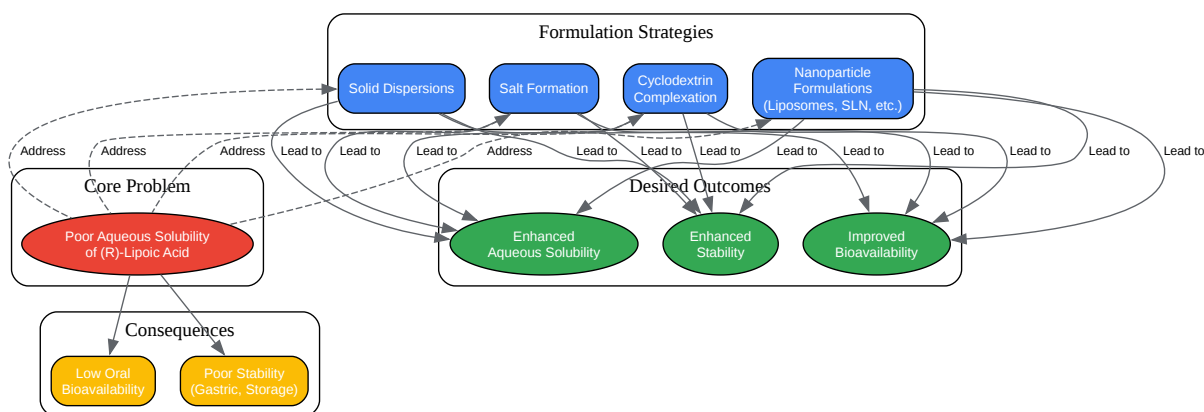 Formulation Strategies
Solid Dispersions
Salt Formation
Cyclodextrin
Complexation
Nanoparticle
Formulations
(Liposomes, SLN, etc.)
Address
Address
Address
Lead to
Lead to
Lead to
Address
Lead to
Lead to
Lead to
Lead to
Lead to
Lead to
Lead to
Lead to
Lead to
Core Problem
Poor Aqueous Solubility
of (R)-Lipoic Acid
Desired Outcomes
Enhanced
Aqueous Solubility
Enhanced
Stability
Improved
Bioavailability
Consequences
Low Oral
Bioavailability
Poor Stability
(Gastric, Storage)